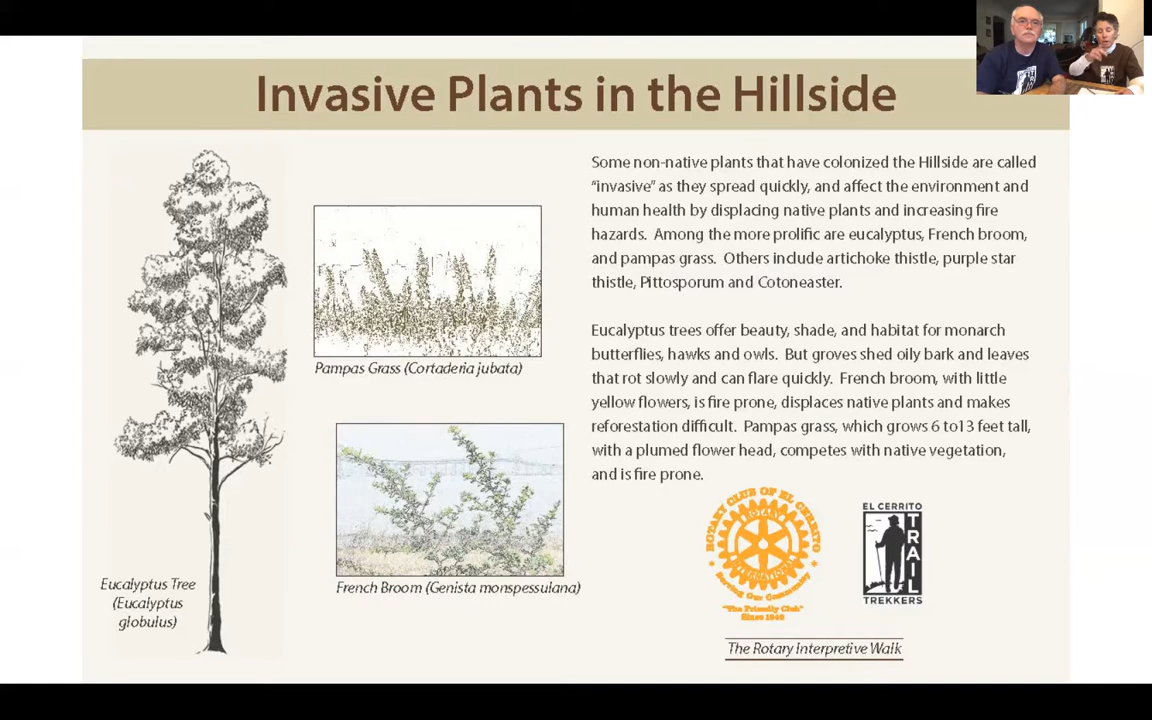 Invasive Plants in the Hillside
Some non-native plants that have colonized the Hillside are called
“invasive” as they spread quickly, and affect the environment and
human health by displacing native plants and increasing fire
hazards.  Among the more prolific are eucalyptus, French broom,
and pampas grass.  Others include artichoke thistle, purple star
thistle, Pittosporum and Cotoneaster.
Eucalyptus trees offer beauty, shade, and habitat for monarch
butterflies, hawks and owls.  But groves shed oily bark and leaves
that rot slowly and can flare quickly.  French broom, with little
yellow flowers, is fire prone, displaces native plants and makes
reforestation difficult.  Pampas grass, which grows 6 to13 feet tall,
with a plumed flower head, competes with native vegetation,
and is fire prone.
Pampas Grass (Cortaderia jubata)
French Broom (Genista monspessulana)
Eucalyptus Tree
(Eucalyptus
globulus)
ROTARY CLUB OF EL CERRITO
ROTARY
INTERNATIONAL
Serving Our Community
"The Friendly Club"
EL CERRITO
TRAIL
TREKKERS
The Rotary Interpretive Walk